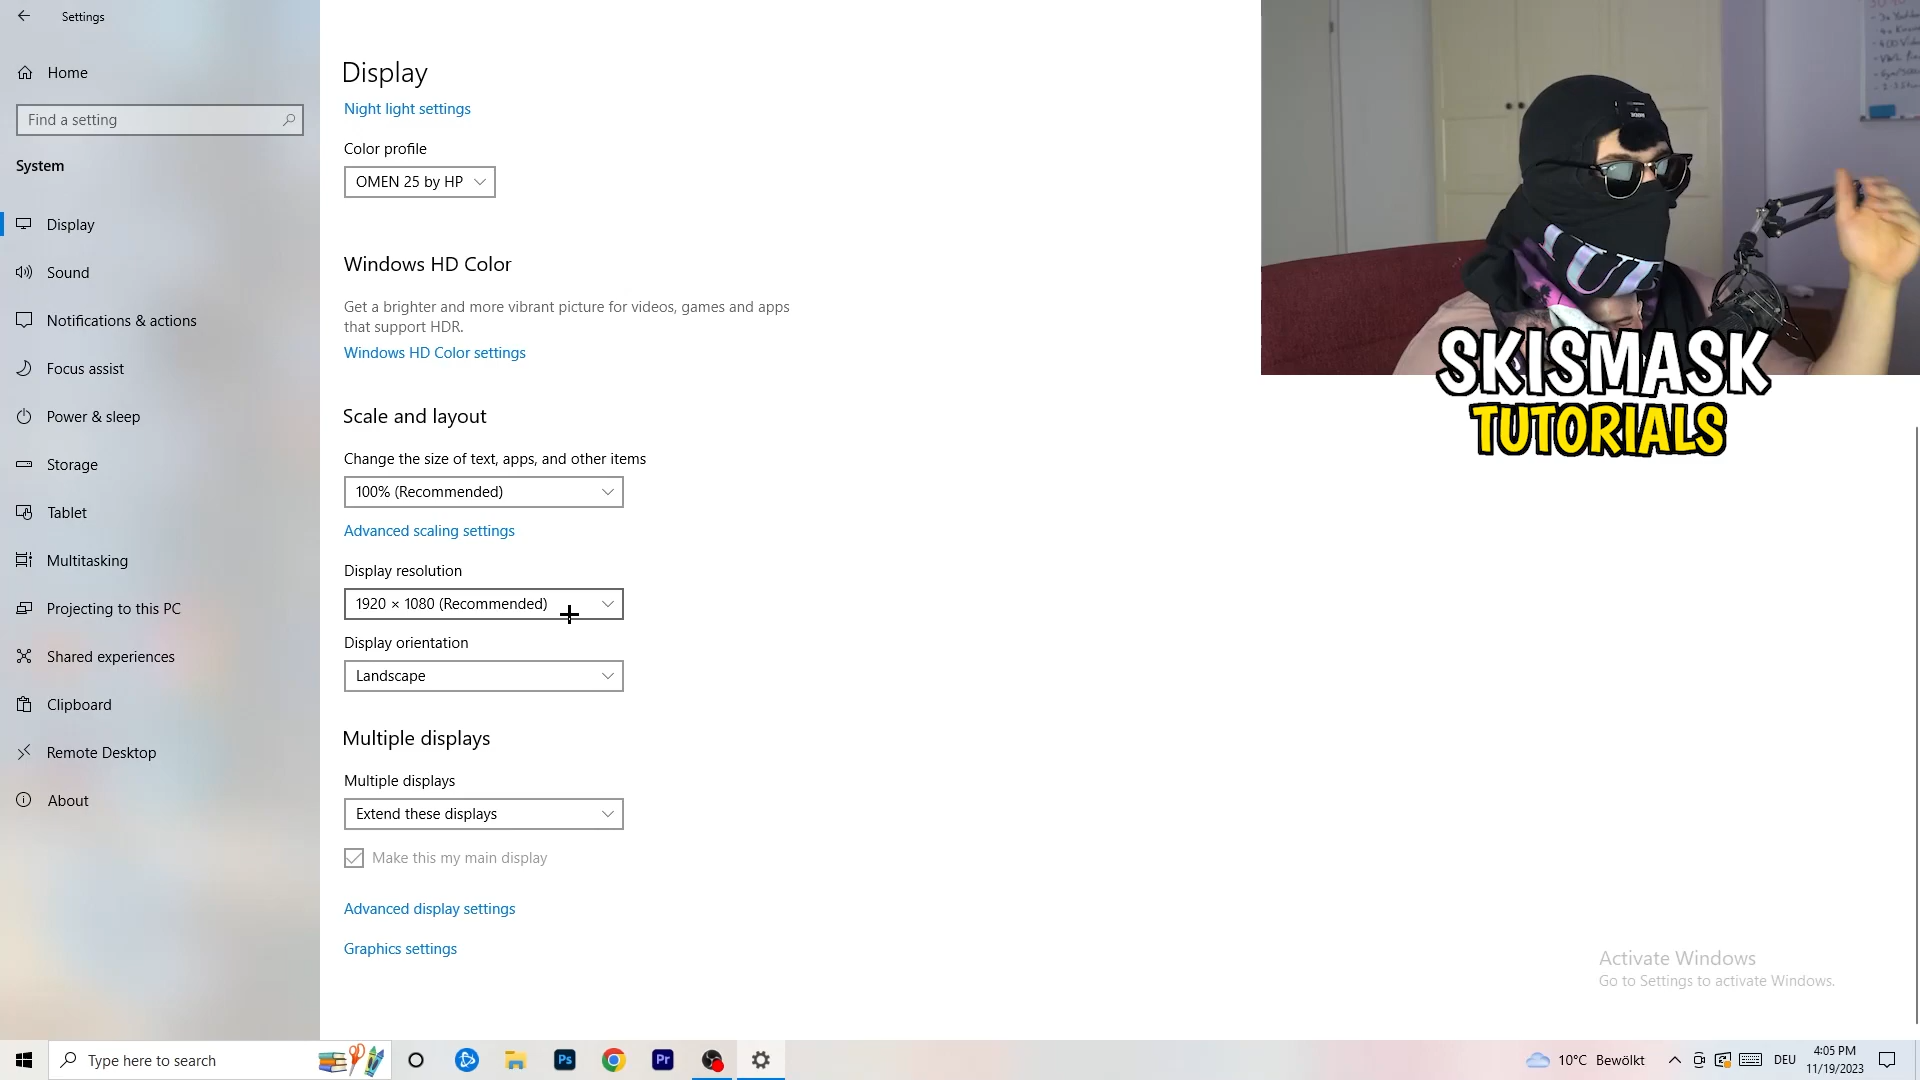 Settings
Home
Find a setting
System
Display
Sound
Notifications & actions
Focus assist
Power & sleep
Storage
Tablet
Multitasking
Projecting to this PC
Shared experiences
Clipboard
Remote Desktop
About
Display
Night light settings
Color profile
OMEN 25 by HP
Windows HD Color
Get a brighter and more vibrant picture for videos, games and apps
that support HDR.
Windows HD Color settings
Scale and layout
Change the size of text, apps, and other items
100% (Recommended)
Advanced scaling settings
Display resolution
1920 × 1080 (Recommended)
Display orientation
Landscape
Multiple displays
Multiple displays
Extend these displays
Make this my main display
Advanced display settings
Graphics settings
SKISMASK
TUTORIALS
Activate Windows
Go to Settings to activate Windows.
Type here to search
Ps
Pr
10°C Bewölkt
DEU
4:05 PM
11/19/2023